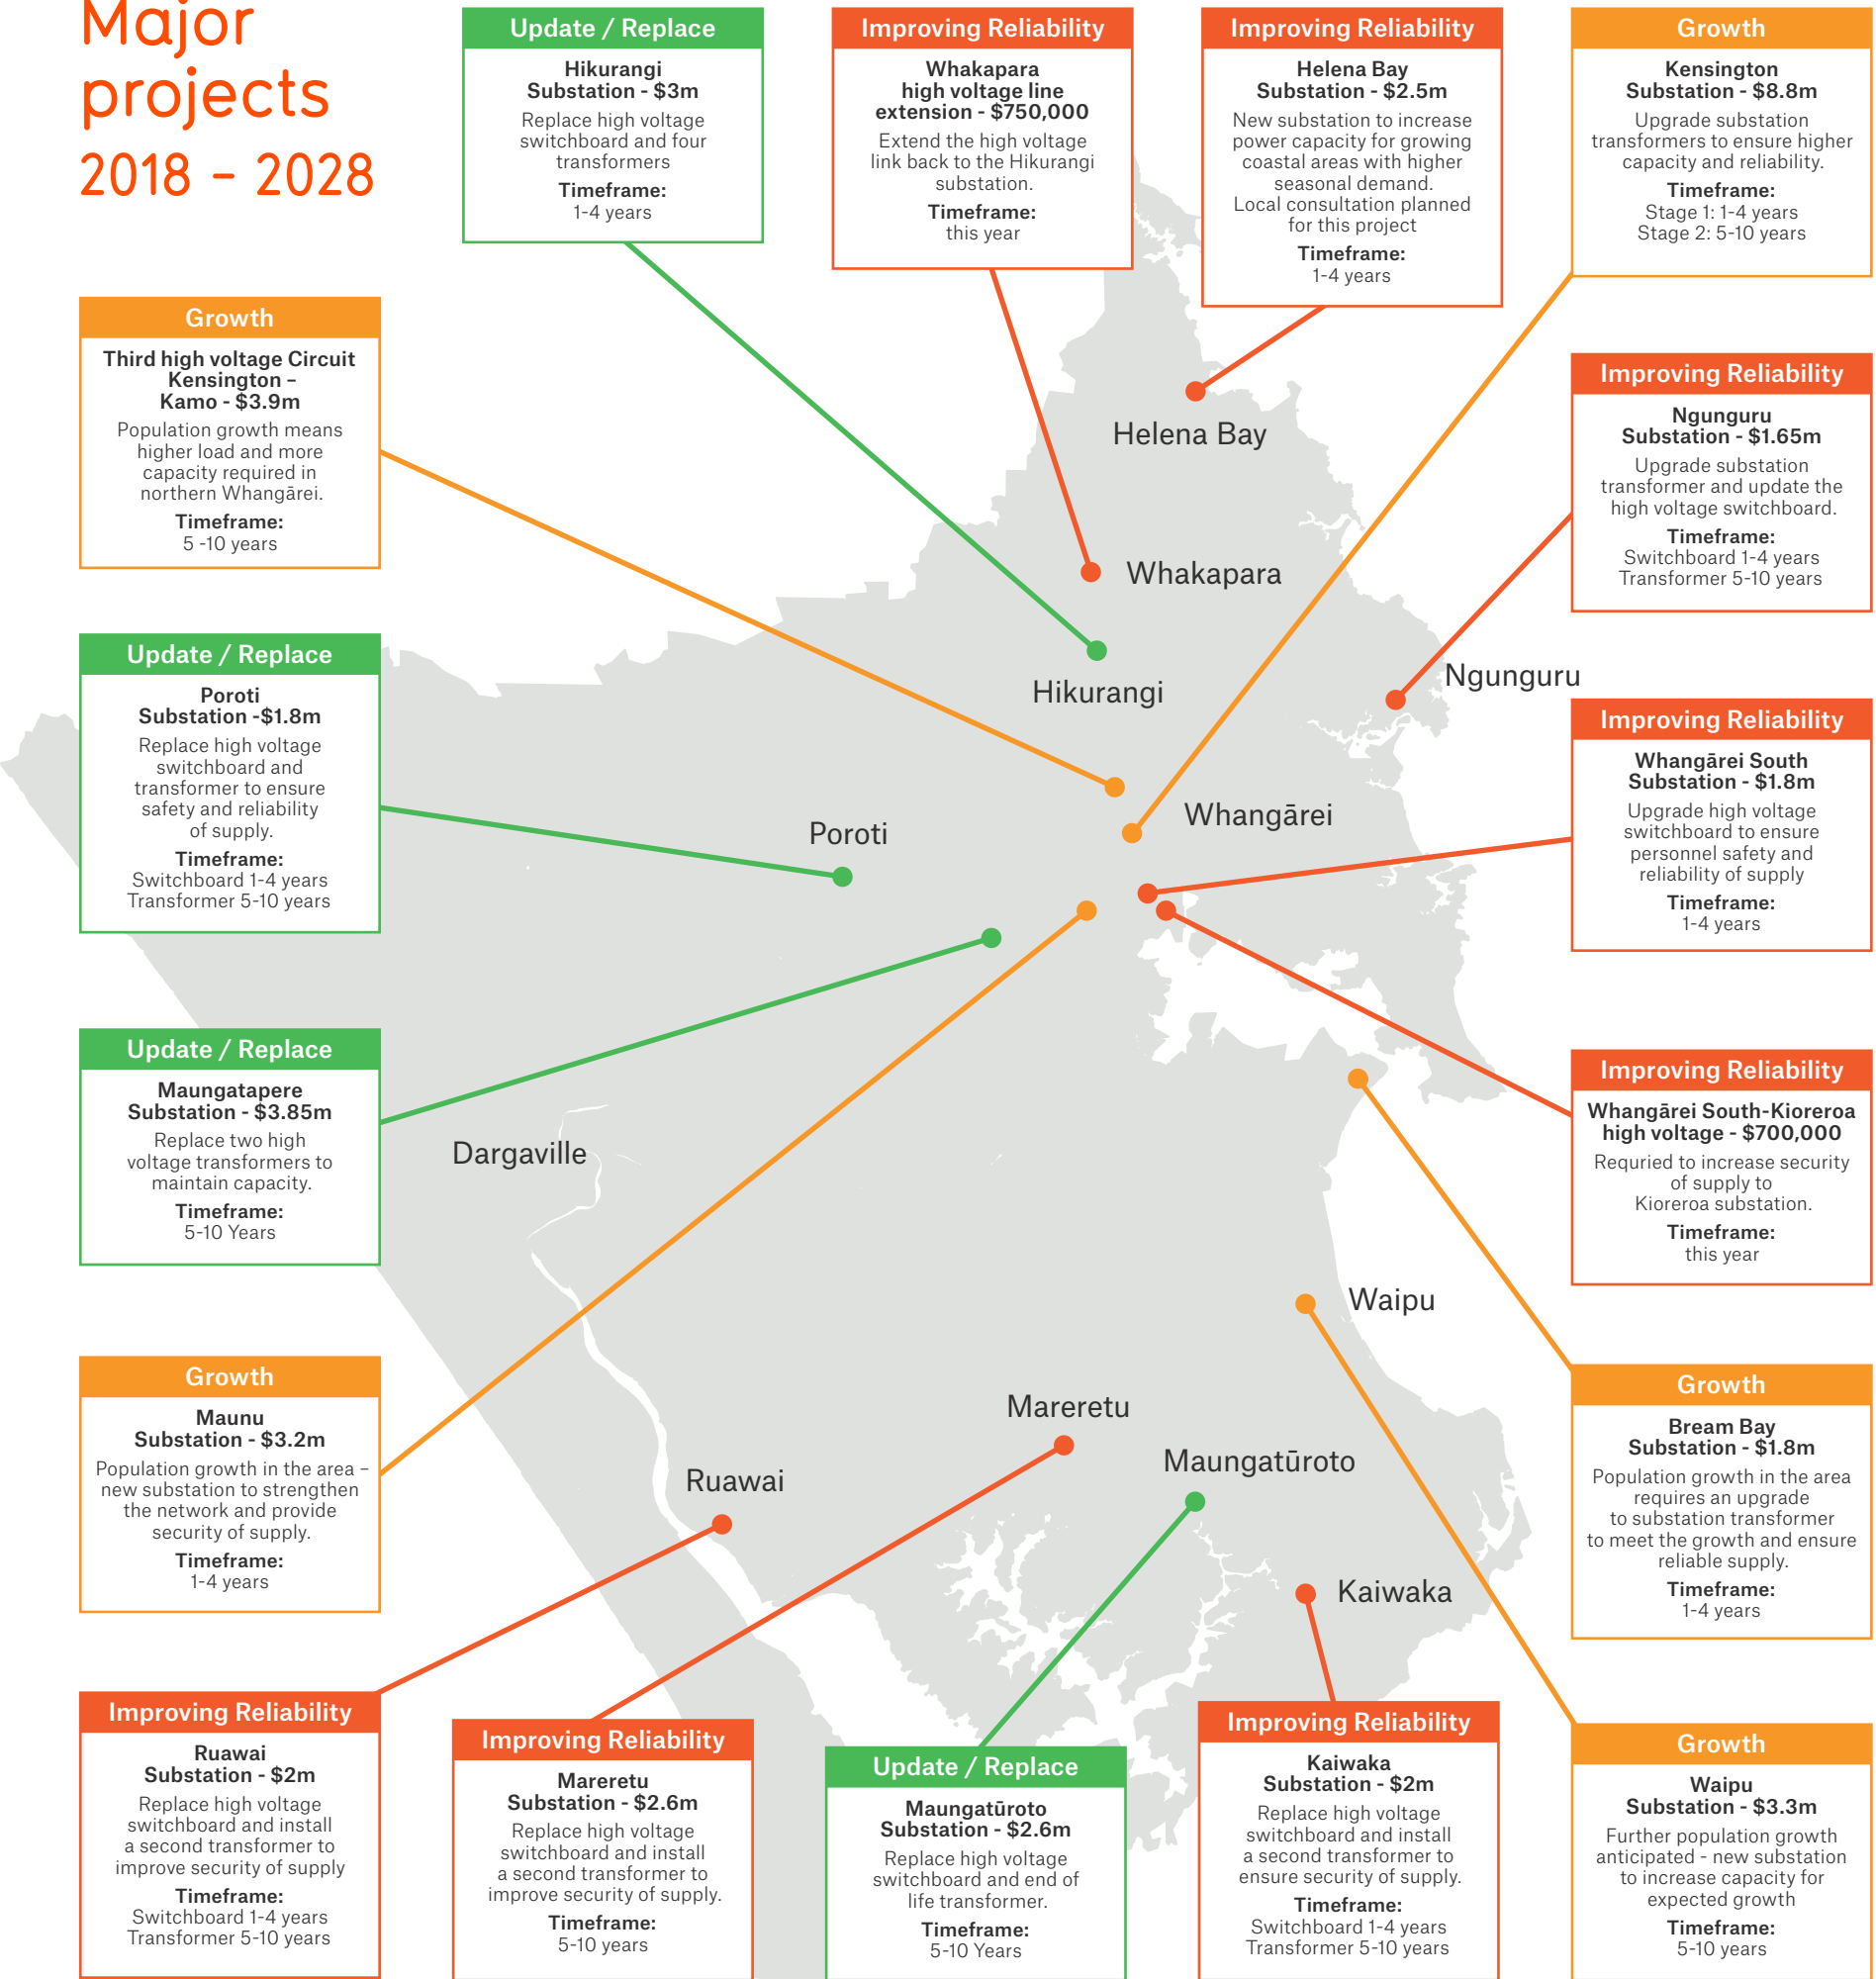 Major
projects
2018 – 2028
Update / Replace
Hikurangi
Substation - $3m
Replace high voltage
switchboard and four
transformers
Timeframe:
1-4 years
Improving Reliability
Whakapara
high voltage line
extension - $750,000
Extend the high voltage
link back to the Hikurangi
substation.
Timeframe:
this year
Improving Reliability
Helena Bay
Substation - $2.5m
New substation to increase
power capacity for growing
coastal areas with higher
seasonal demand.
Local consultation planned
for this project
Timeframe:
1-4 years
Growth
Kensington
Substation - $8.8m
Upgrade substation
transformers to ensure higher
capacity and reliability.
Timeframe:
Stage 1: 1-4 years
Stage 2: 5-10 years
Growth
Third high voltage Circuit
Kensington –
Kamo - $3.9m
Population growth means
higher load and more
capacity required in
northern Whangārei.
Timeframe:
5 -10 years
Improving Reliability
Ngunguru
Substation - $1.65m
Upgrade substation
transformer and update the
high voltage switchboard.
Timeframe:
Switchboard 1-4 years
Transformer 5-10 years
Helena Bay
Whakapara
Hikurangi
Ngunguru
Whangārei
Poroti
Update / Replace
Poroti
Substation -$1.8m
Replace high voltage
switchboard and
transformer to ensure
safety and reliability
of supply.
Timeframe:
Switchboard 1-4 years
Transformer 5-10 years
Improving Reliability
Whangārei South
Substation - $1.8m
Upgrade high voltage
switchboard to ensure
personnel safety and
reliability of supply
Timeframe:
1-4 years
Update / Replace
Maungatapere
Substation - $3.85m
Replace two high
voltage transformers to
maintain capacity.
Timeframe:
5-10 Years
Dargaville
Improving Reliability
Whangārei South-Kioreroa
high voltage - $700,000
Requried to increase security
of supply to
Kioreroa substation.
Timeframe:
this year
Waipu
Mareretu
Maungatūroto
Ruawai
Kaiwaka
Growth
Maunu
Substation - $3.2m
Population growth in the area –
new substation to strengthen
the network and provide
security of supply.
Timeframe:
1-4 years
Growth
Bream Bay
Substation - $1.8m
Population growth in the area
requires an upgrade
to substation transformer
to meet the growth and ensure
reliable supply.
Timeframe:
1-4 years
Improving Reliability
Ruawai
Substation - $2m
Replace high voltage
switchboard and install
a second transformer to
improve security of supply
Timeframe:
Switchboard 1-4 years
Transformer 5-10 years
Improving Reliability
Mareretu
Substation - $2.6m
Replace high voltage
switchboard and install
a second transformer to
improve security of supply.
Timeframe:
5-10 years
Update / Replace
Maungatūroto
Substation - $2.6m
Replace high voltage
switchboard and end of
life transformer.
Timeframe:
5-10 Years
Improving Reliability
Kaiwaka
Substation - $2m
Replace high voltage
switchboard and install
a second transformer to
ensure security of supply.
Timeframe:
Switchboard 1-4 years
Transformer 5-10 years
Growth
Waipu
Substation - $3.3m
Further population growth
anticipated - new substation
to increase capacity for
expected growth
Timeframe:
5-10 years